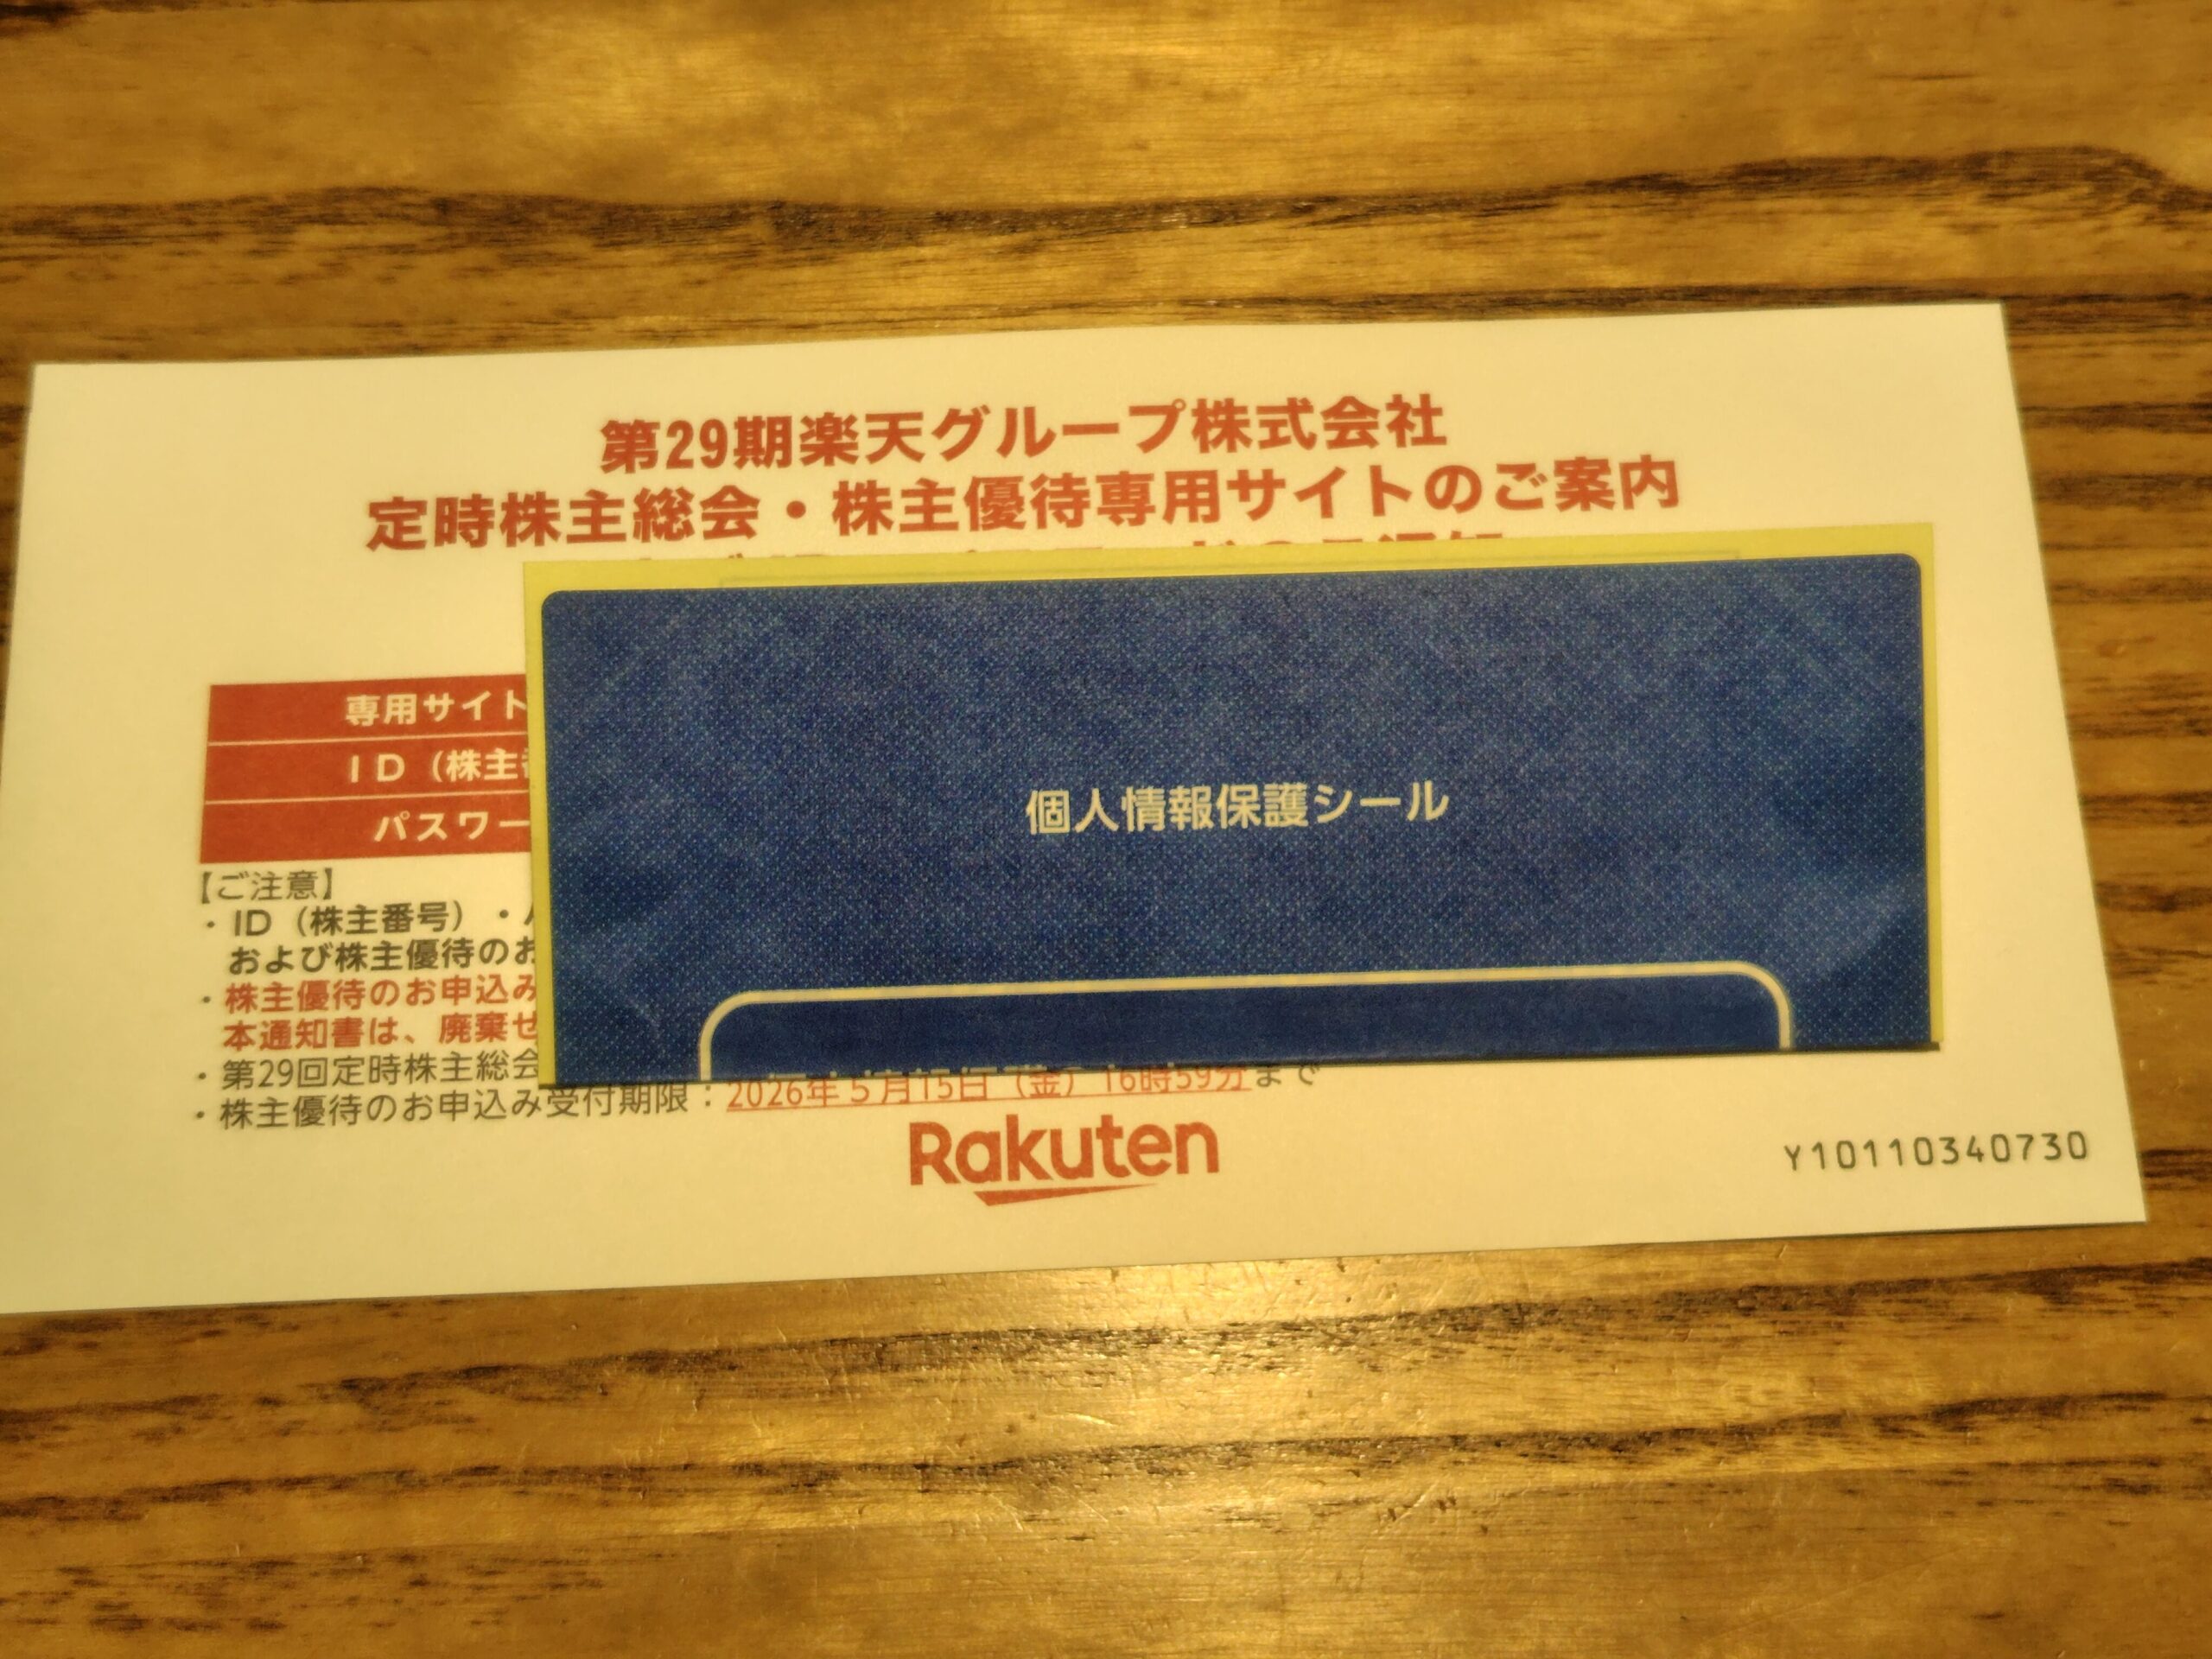 第29期楽天グループ株式会社
定時株主総会・株主優待専用サイトのご案内
個人情報保護シール
専用サイト
ID（株主
パスワー
【ご注意】
・ID（株主番号）・
および株主優待のお
・株主優待のお申込み
本通知書は、廃棄せ
・第29回定時株主総会
・株主優待のお申込み受付期限：2026年5月15日（金）16時59分まで
Rakuten
Y10110340730